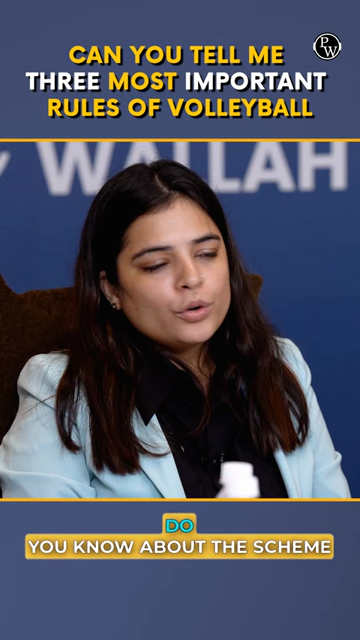 PW
CAN YOU TELL ME
THREE MOST IMPORTANT
RULES OF VOLLEYBALL
WALLAH
DO
YOU KNOW ABOUT THE SCHEME